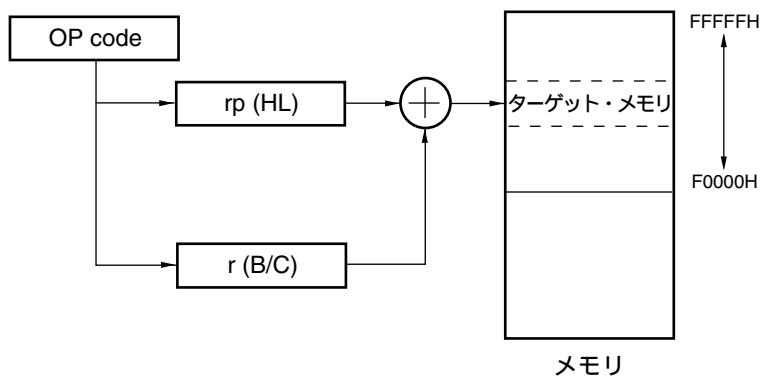 OP code
FFFFFH
rp (HL)
ターゲット・メモリ
F0000H
r (B/C)
メモリ